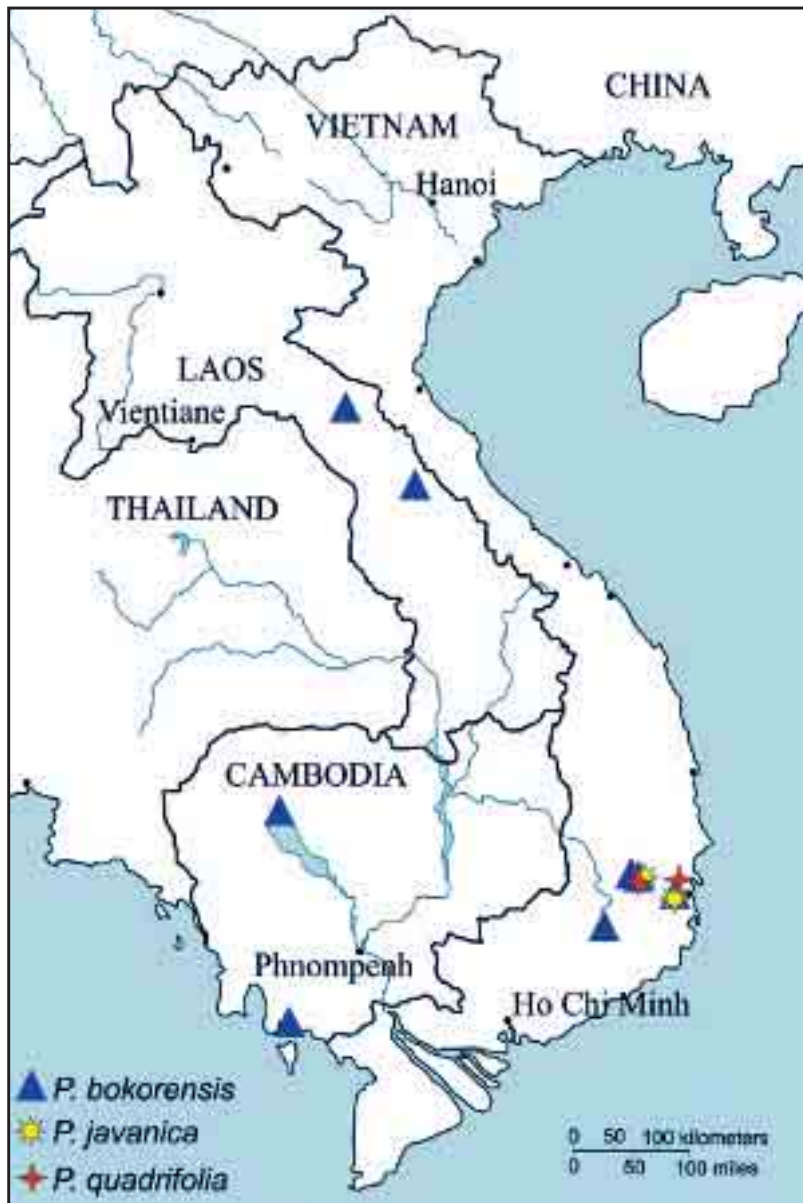 CHINA
VIETNAM
Hanoi
LAOS
Vientiane
THAILAND
CAMBODIA
Phnompenh
Ho Chi Minh
P. bokorensis
P. javanica
P. quadrifolia
0 50 100 kilometers
0 50 100 miles